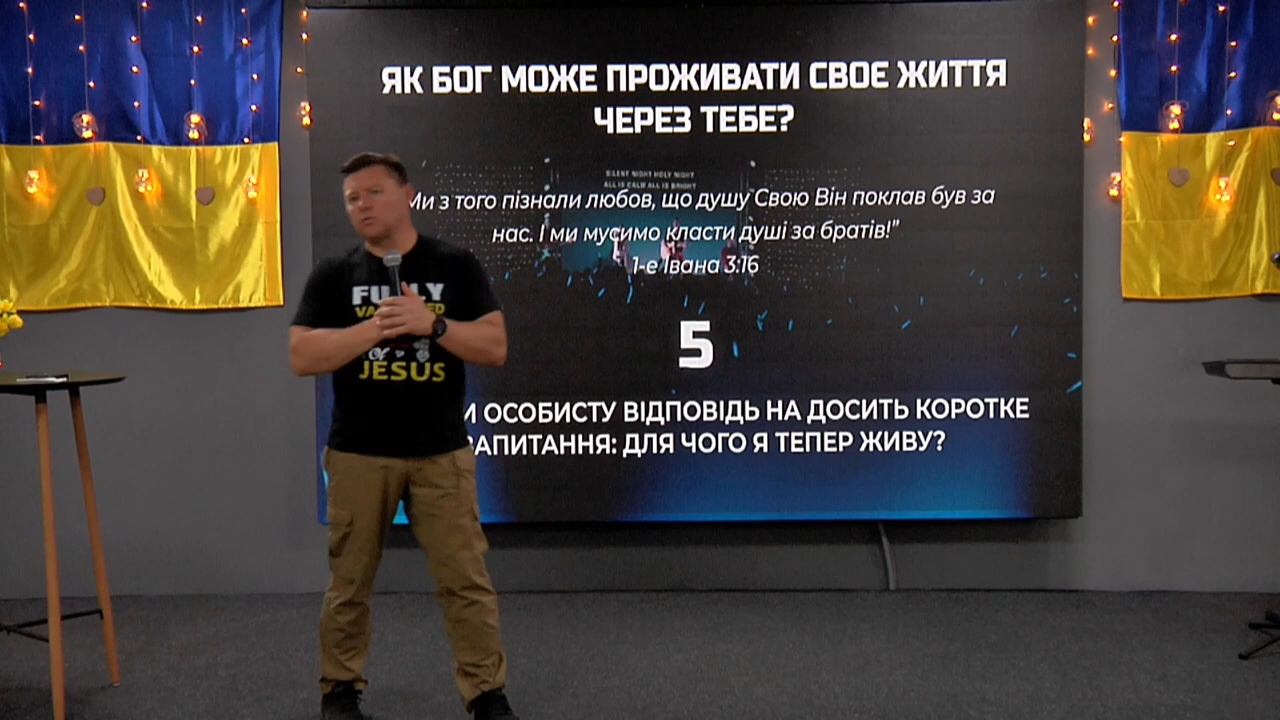 ЯК БОГ МОЖЕ ПРОЖИВАТИ СВОЄ ЖИТТЯ
ЧЕРЕЗ ТЕБЕ?
SILENT NIGHT HOLY NIGHT
ALL IS CALM ALL IS BRIGHT
Ми з того пізнали любов, що душу Свою Він поклав був за
нас. І ми мусимо класти душі за братів!”
1-е Івана 3:16
5
И ОСОБИСТУ ВІДПОВІДЬ НА ДОСИТЬ КОРОТКЕ
ЗАПИТАННЯ: ДЛЯ ЧОГО Я ТЕПЕР ЖИВУ?
JESUS